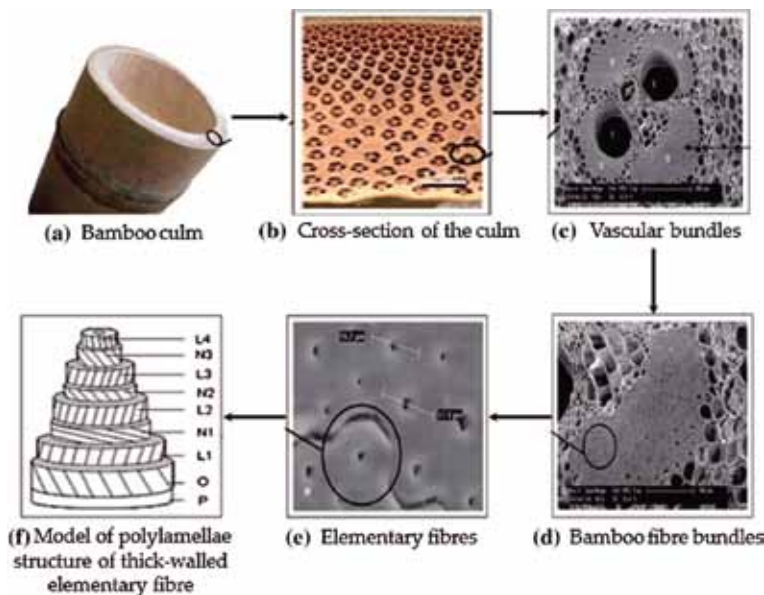 (a) Bamboo culm
(b) Cross-section of the culm
(c) Vascular bundles
L4
N3
L3
N2
L2
N1
L1
O
P
(f) Model of polylamellae
structure of thick-walled
elementary fibre
(e) Elementary fibres
(d) Bamboo fibre bundles